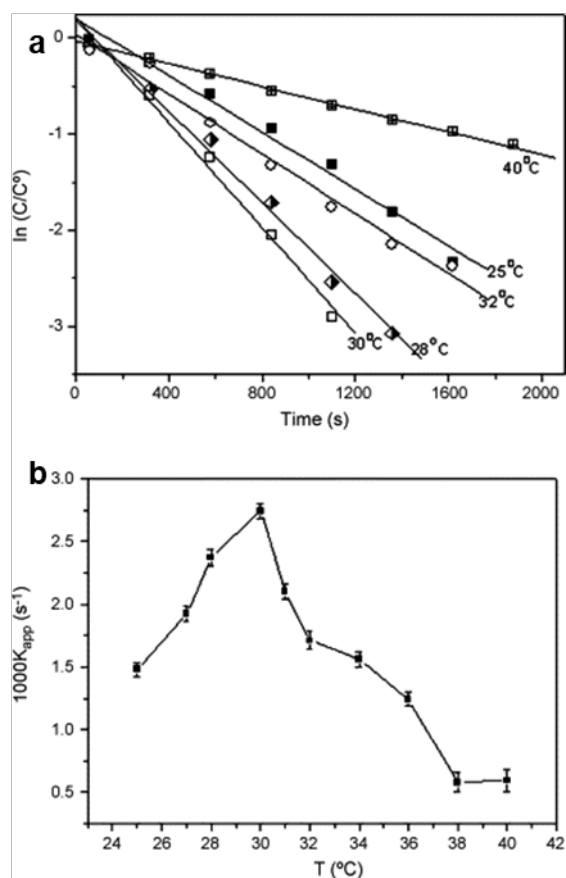 a
0
-1
-2
-3
ln (C/Cº)
40°C
25°C
32°C
28°C
30°C
0 400 800 1200 1600 2000
Time (s)
b
3.0
2.5
2.0
1.5
1.0
0.5
1000Kapp (s-1)
24 26 28 30 32 34 36 38 40 42
T (ºC)